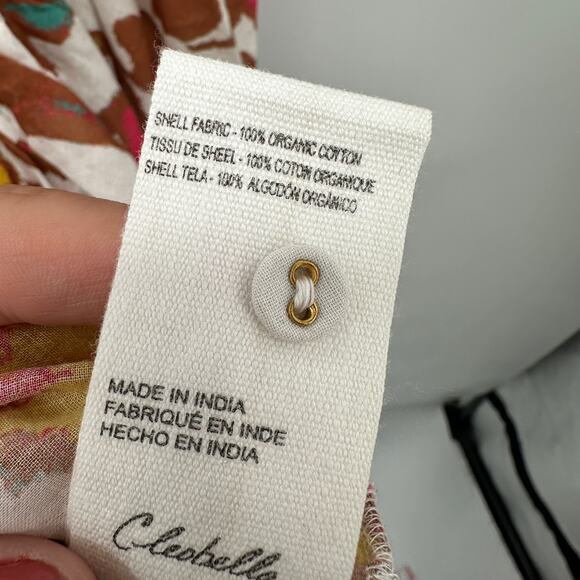 SHELL FABRIC - 100% ORGANIC COTTON
TISSU DE SHEEL - 100% COTON ORGANIQUE
SHELL TELA - 100% ALGODÓN ORGÁNICO
MADE IN INDIA
FABRIQUÉ EN INDE
HECHO EN INDIA
Cleobella